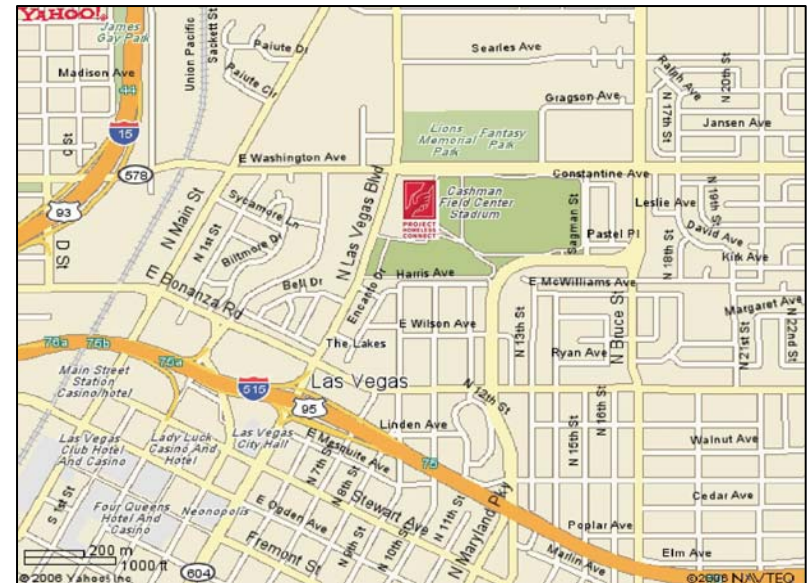 YAHOO!
James
Gay Park
Madison Ave
44
15
578
93
D St
D St
Union Pacific
Sackett St
Paiute Dr
Paiute Cir
Searles Ave
Gragson Ave
Ralph Ave
N 17th St
N 20th St
Jansen Ave
Lions
Memorial
Park
Fantasy
Park
E Washington Ave
Constantine Ave
N Main St
Sycamore Ln
N 1st St
Biltmore Dr
Bell Dr
N Las Vegas Blvd
PROJECT
HOMELESS
CONNECT
Cashman
Field Center
Stadium
Sagman St
Pastel Pl
Leslie Ave
N 19th St
David Ave
Kirk Ave
N 18th St
Harris Ave
Encanto Dr
E Bonanza Rd
E McWilliams Ave
N Bruce St
Margaret Ave
N 22nd St
N 21st St
E Wilson Ave
N 13th St
Ryan Ave
The Lakes
76a
76b
75a
515
Las Vegas
95
N 12th St
Main Street
Station
Casino/hotel
Las Vegas
Club Hotel
And Casino
Lady Luck
Casino And
Hotel
Las Vegas
City Hall
E Mesquite Ave
Linden Ave
75
N 15th St
N 16th St
Walnut Ave
N 7th St
N 8th St
Stewart Ave
S 1st St
Four Queens
Hotel And
Casino
Neonopolis
E Ogden Ave
Fremont St
N 9th St
N 10th St
N 11th St
N Maryland Pky
Cedar Ave
Poplar Ave
Marlin Ave
Elm Ave
200 m
1000 ft
604
©2006 Yahoo! Inc
©2006 NAVTEQ